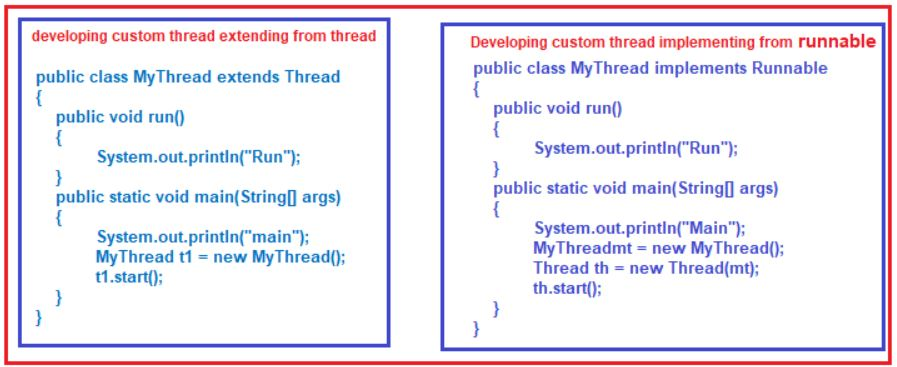 developing custom thread extending from thread
public class MyThread extends Thread
{
public void run()
{
System.out.println("Run");
}
public static void main(String[] args)
{
System.out.println("main");
MyThread t1 = new MyThread();
t1.start();
}
}
Developing custom thread implementing from runnable
public class MyThread implements Runnable
{
public void run()
{
System.out.println("Run");
}
public static void main(String[] args)
{
System.out.println("Main");
MyThreadmt = new MyThread();
Thread th = new Thread(mt);
th.start();
}
}